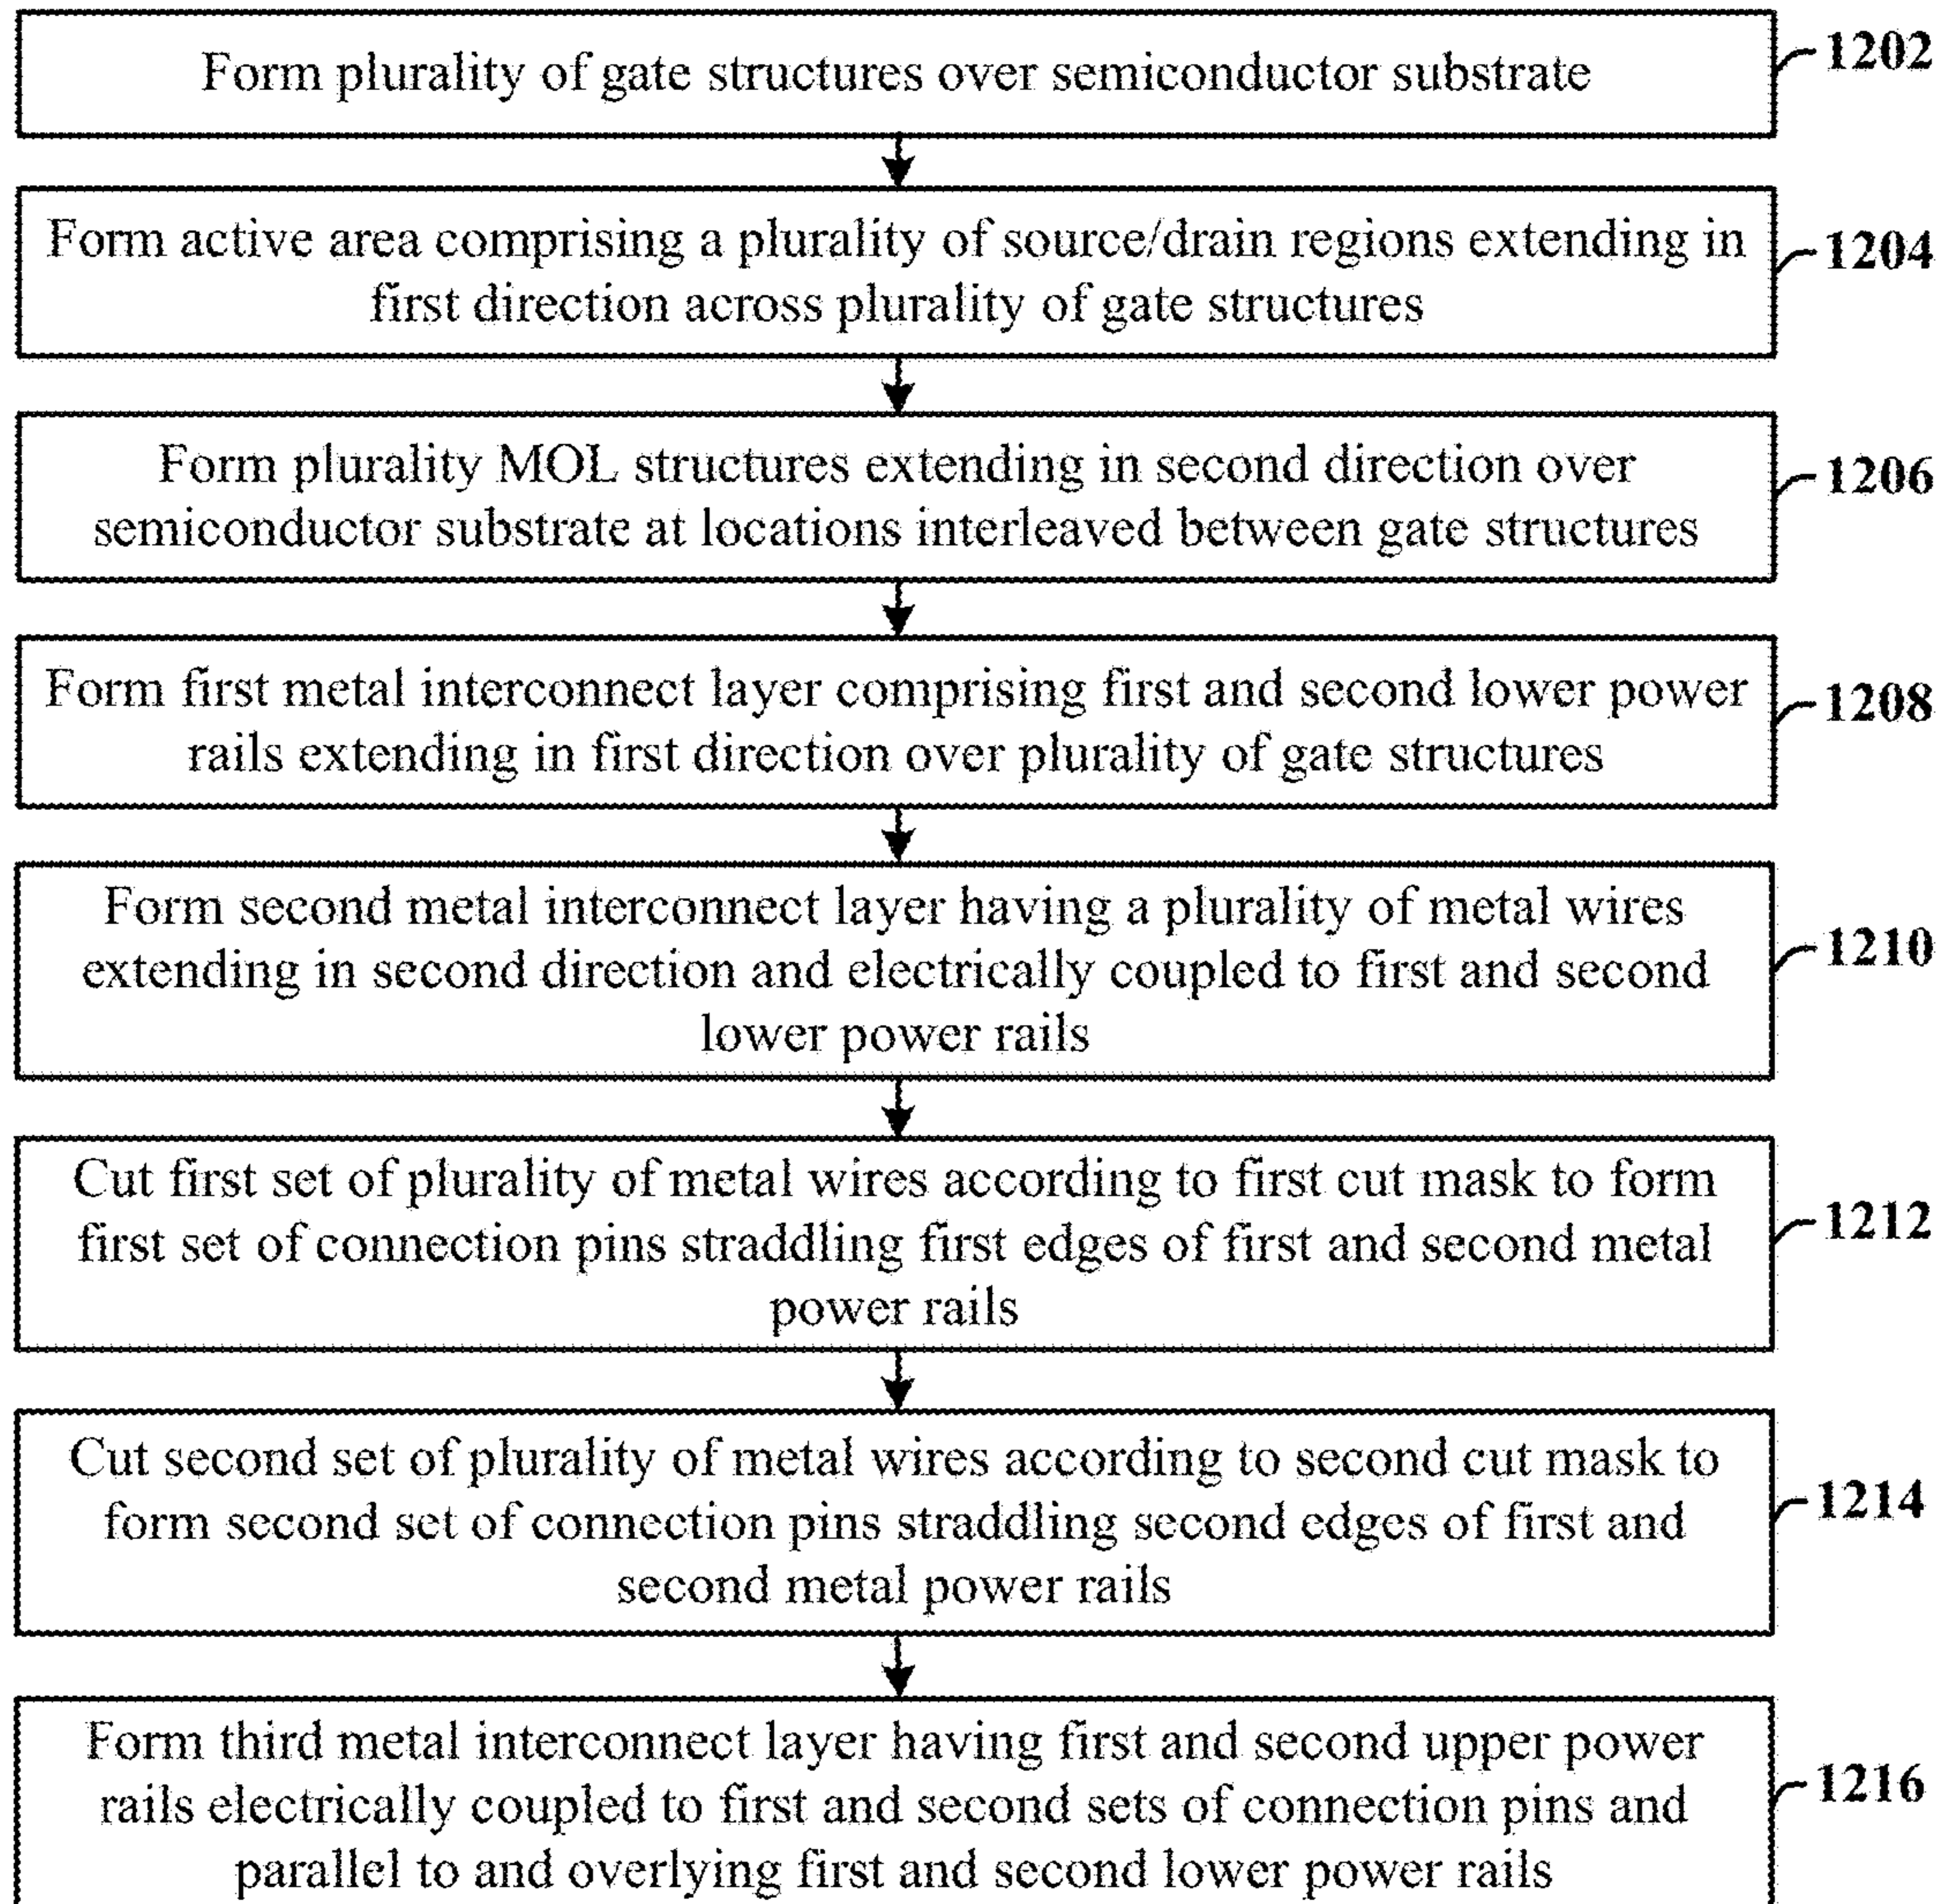 Form plurality of gate structures over semiconductor substrate
1202
Form active area comprising a plurality of source/drain regions extending in
first direction across plurality of gate structures
1204
Form plurality MOL structures extending in second direction over
semiconductor substrate at locations interleaved between gate structures
1206
Form first metal interconnect layer comprising first and second lower power
rails extending in first direction over plurality of gate structures
1208
Form second metal interconnect layer having a plurality of metal wires
extending in second direction and electrically coupled to first and second
lower power rails
1210
Cut first set of plurality of metal wires according to first cut mask to form
first set of connection pins straddling first edges of first and second metal
power rails
1212
Cut second set of plurality of metal wires according to second cut mask to
form second set of connection pins straddling second edges of first and
second metal power rails
1214
Form third metal interconnect layer having first and second upper power
rails electrically coupled to first and second sets of connection pins and
parallel to and overlying first and second lower power rails
1216